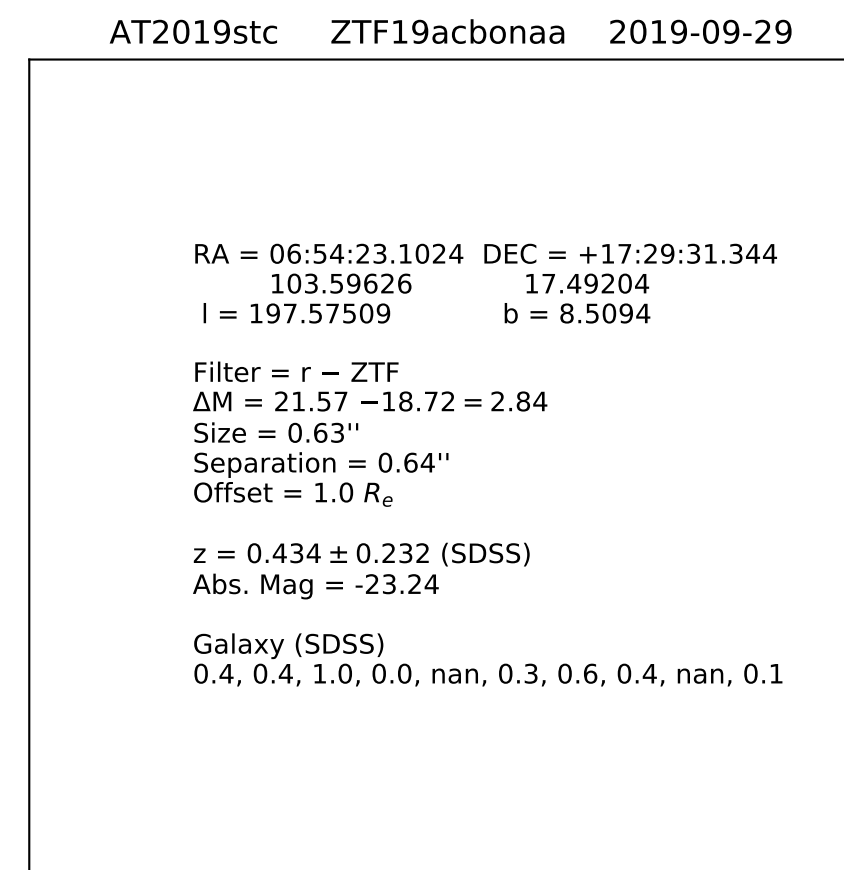 AT2019stc ZTF19acbonaa 2019-09-29
RA = 06:54:23.1024 DEC = +17:29:31.344
103.59626 17.49204
l = 197.57509 b = 8.5094
Filter = r − ZTF
ΔM = 21.57 −18.72 = 2.84
Size = 0.63''
Separation = 0.64''
Offset = 1.0 Re
z = 0.434 ± 0.232 (SDSS)
Abs. Mag = -23.24
Galaxy (SDSS)
0.4, 0.4, 1.0, 0.0, nan, 0.3, 0.6, 0.4, nan, 0.1